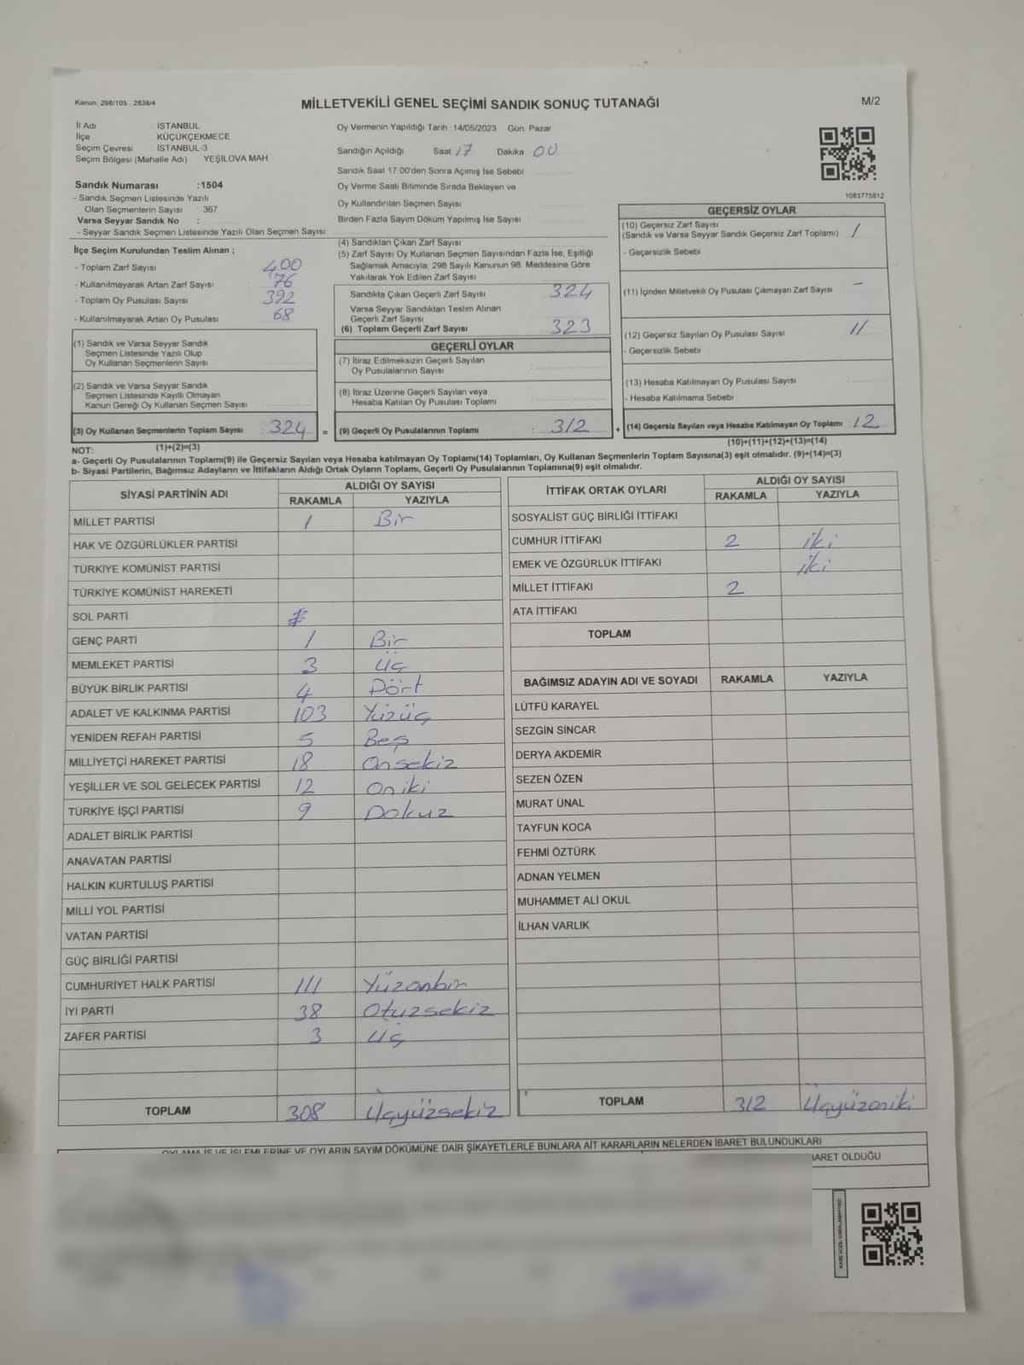 Kanun: 298/105 - 2839/4
MİLLETVEKİLİ GENEL SEÇİMİ SANDIK SONUÇ TUTANAĞI
M/2
İl Adı İSTANBUL
İlçe KÜÇÜKÇEKMECE
Seçim Çevresi İSTANBUL-3
Seçim Bölgesi (Mahalle Adı) YEŞİLOVA MAH
Sandık Numarası :1504
- Sandık Seçmen Listesinde Yazılı
Olan Seçmenlerin Sayısı 367
Varsa Seyyar Sandık No :
- Seyyar Sandık Seçmen Listesinde Yazılı Olan Seçmen Sayısı
Oy Vermenin Yapıldığı Tarih :14/05/2023 Gün Pazar
Sandığın Açıldığı Saat 17 Dakika 00
Sandık Saat 17.00'den Sonra Açmış İse Sebebi
Oy Verme Saati Bitiminde Sırada Bekleyen ve
Oy Kullandırılan Seçmen Sayısı
Birden Fazla Sayım Döküm Yapılmış İse Sayısı
1083775812
İlçe Seçim Kurulundan Teslim Alınan ;
- Toplam Zarf Sayısı 400
- Kullanılmayarak Artan Zarf Sayısı 76
- Toplam Oy Pusulası Sayısı 392
- Kullanılmayarak Artan Oy Pusulası 68
(1) Sandık ve Varsa Seyyar Sandık
Seçmen Listesinde Yazılı Olup
Oy Kullanan Seçmenlerin Sayısı
(2) Sandık ve Varsa Seyyar Sandık
Seçmen Listesinde Kayıtlı Olmayan
Kanun Gereği Oy Kullanan Seçmen Sayısı
(3) Oy Kullanan Seçmenlerin Toplam Sayısı 324 =
(1)+(2)=(3)
(4) Sandıktan Çıkan Zarf Sayısı
(5) Zarf Sayısı Oy Kullanan Seçmen Sayısından Fazla İse, Eşitliği
Sağlamak Amacıyla, 298 Sayılı Kanunun 98. Maddesine Göre
Yakılarak Yok Edilen Zarf Sayısı
Sandıkta Çıkan Geçerli Zarf Sayısı 324
Varsa Seyyar Sandıktan Teslim Alınan
Geçerli Zarf Sayısı
(6) Toplam Geçerli Zarf Sayısı 323
GEÇERLİ OYLAR
(7) İtiraz Edilmeksizin Geçerli Sayılan
Oy Pusulalarının Sayısı
(8) İtiraz Üzerine Geçerli Sayılan veya
Hesaba Katılan Oy Pusulası Toplamı
(9) Geçerli Oy Pusulalarının Toplamı : 312 +
GEÇERSİZ OYLAR
(10) Geçersiz Zarf Sayısı
(Sandık ve Varsa Seyyar Sandık Geçersiz Zarf Toplamı) 1
- Geçersizlik Sebebi
(11) İçinden Milletvekili Oy Pusulası Çıkmayan Zarf Sayısı -
(12) Geçersiz Sayılan Oy Pusulası Sayısı 11
- Geçersizlik Sebebi
(13) Hesaba Katılmayan Oy Pusulası Sayısı
- Hesaba Katılmama Sebebi
(14) Geçersiz Sayılan veya Hesaba Katılmayan Oy Toplamı 12
(10)+(11)+(12)+(13)=(14)
NOT:
a- Geçerli Oy Pusulalarının Toplamı(9) ile Geçersiz Sayılan veya Hesaba katılmayan Oy Toplamı(14) Toplamları, Oy Kullanan Seçmenlerin Toplam Sayısına(3) eşit olmalıdır. (9)+(14)=(3)
b- Siyasi Partilerin, Bağımsız Adayların ve İttifakların Aldığı Ortak Oyların Toplamı, Geçerli Oy Pusulalarının Toplamına(9) eşit olmalıdır.
SİYASİ PARTİNİN ADI ALDIĞI OY SAYISI
RAKAMLA YAZIYLA
MİLLET PARTİSİ 1 Bir
HAK VE ÖZGÜRLÜKLER PARTİSİ
TÜRKİYE KOMÜNİST PARTİSİ
TÜRKİYE KOMÜNİST HAREKETİ
SOL PARTİ
GENÇ PARTİ 1 Bir
MEMLEKET PARTİSİ 3 Üç
BÜYÜK BİRLİK PARTİSİ 4 Dört
ADALET VE KALKINMA PARTİSİ 103 Yüzüç
YENİDEN REFAH PARTİSİ 5 Beş
MİLLİYETÇİ HAREKET PARTİSİ 18 Onsekiz
YEŞİLLER VE SOL GELECEK PARTİSİ 12 Oniki
TÜRKİYE İŞÇİ PARTİSİ 9 Dokuz
ADALET BİRLİK PARTİSİ
ANAVATAN PARTİSİ
HALKIN KURTULUŞ PARTİSİ
MİLLİ YOL PARTİSİ
VATAN PARTİSİ
GÜÇ BİRLİĞİ PARTİSİ
CUMHURİYET HALK PARTİSİ 111 Yüzonbir
İYİ PARTİ 38 Otuzsekiz
ZAFER PARTİSİ 3 Üç
TOPLAM 308 Üçyüzsekiz
İTTİFAK ORTAK OYLARI ALDIĞI OY SAYISI
RAKAMLA YAZIYLA
SOSYALİST GÜÇ BİRLİĞİ İTTİFAKI
CUMHUR İTTİFAKI 2 iki
EMEK VE ÖZGÜRLÜK İTTİFAKI iki
MİLLET İTTİFAKI 2
ATA İTTİFAKI
TOPLAM
BAĞIMSIZ ADAYIN ADI VE SOYADI RAKAMLA YAZIYLA
LÜTFÜ KARAYEL
SEZGİN SİNCAR
DERYA AKDEMİR
SEZEN ÖZEN
MURAT ÜNAL
TAYFUN KOCA
FEHMİ ÖZTÜRK
ADNAN YELMEN
MUHAMMET ALİ OKUL
İLHAN VARLIK
TOPLAM 312 Üçyüzoniki
VE OYLARIN SAYIM DÖKÜMÜNE DAİR ŞİKAYETLERLE BUNLARA AİT KARARLARIN NELERDEN İBARET BULUNDUKLARI
OLDUĞU